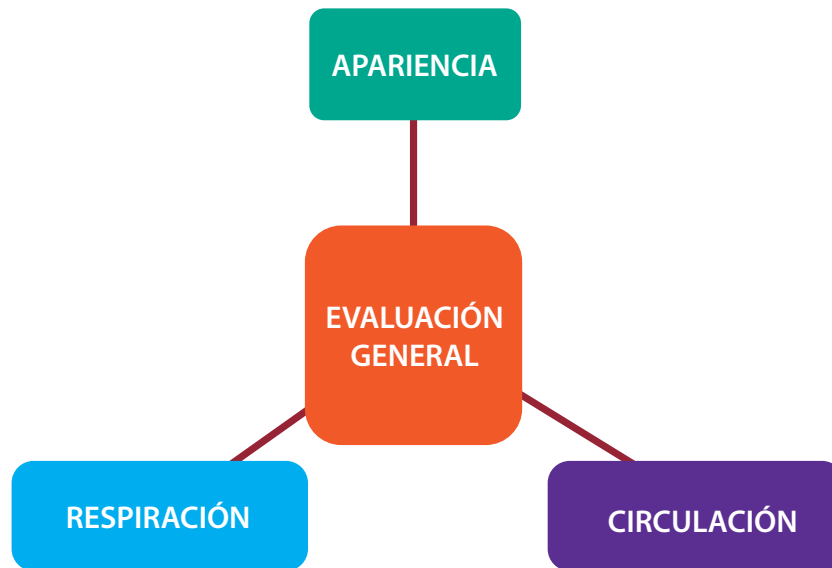 APARIENCIA
EVALUACIÓN
GENERAL
RESPIRACIÓN
CIRCULACIÓN